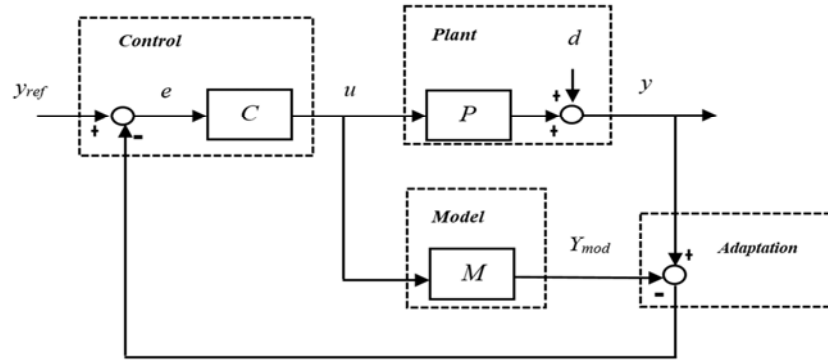 Control
Plant
d
y_ref
e
u
y
C
P
+
-
+
+
Model
Y_mod
Adaptation
M
+
-